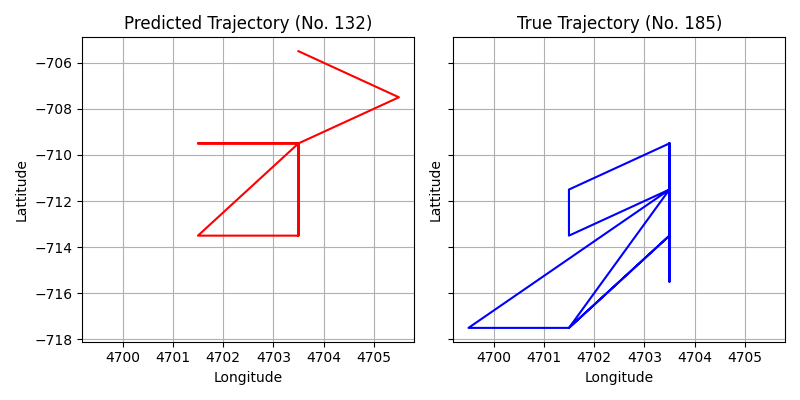 Predicted Trajectory (No. 132)
True Trajectory (No. 185)
−706
−708
−710
−712
−714
−716
−718
Lattitude
Lattitude
4700 4701 4702 4703 4704 4705
4700 4701 4702 4703 4704 4705
Longitude
Longitude